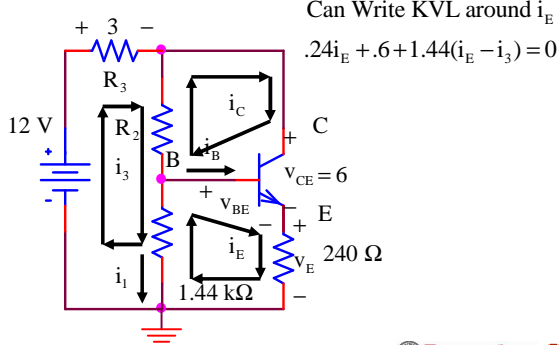 Can Write KVL around i_E
.24i_E +.6+1.44(i_E − i_3) = 0
+ 3 −
R_3
12 V
+
-
R_2
i_3
i_1
B
i_B
i_C
+
C
v_CE = 6
−
E
+ v_BE −
i_E
+
v_E
−
240 Ω
1.44 kΩ